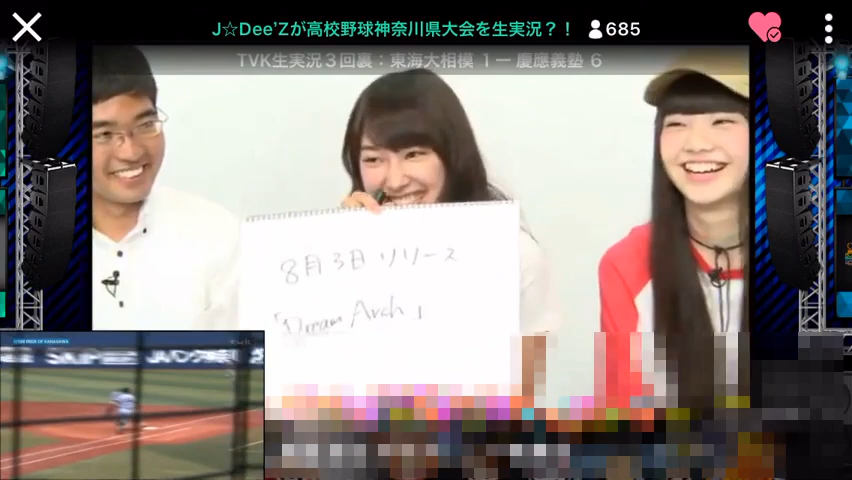 J☆Dee'Zが高校野球神奈川県大会を生実況？！ 685
TVK生実況３回裏：東海大相模 １ー 慶應義塾 ６
8月3日リリース
「Dream Arch」